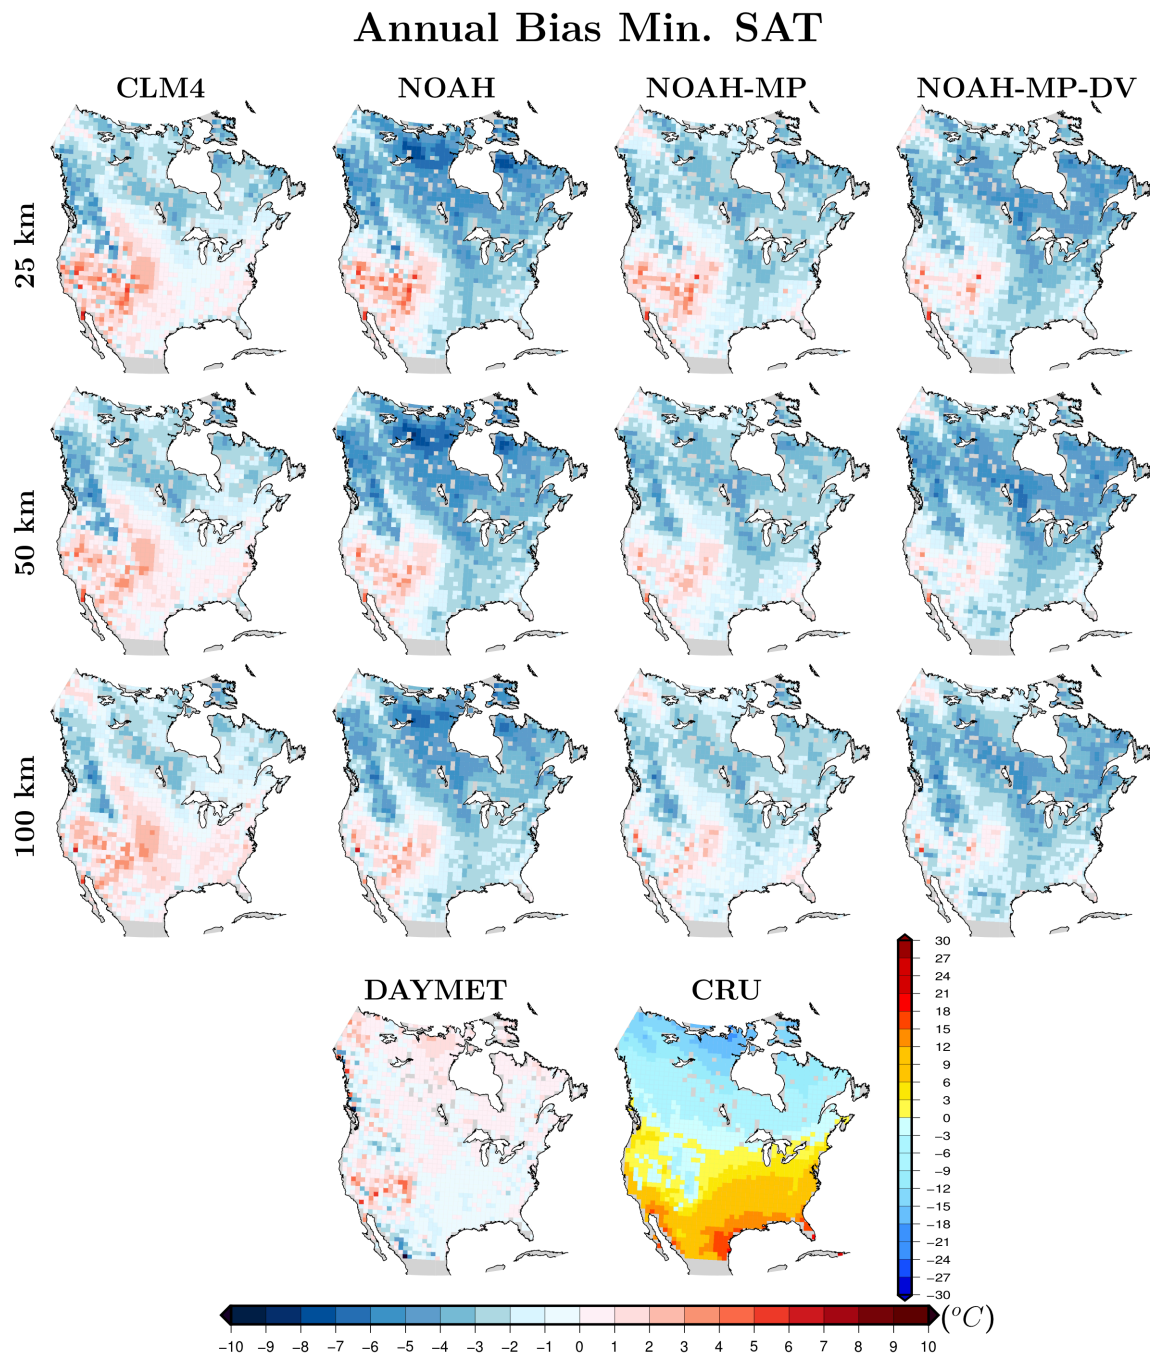 Annual Bias Min. SAT
CLM4 NOAH NOAH-MP NOAH-MP-DV
25 km
50 km
100 km
DAYMET CRU
30
27
24
21
18
15
12
9
6
3
0
−3
−6
−9
−12
−15
−18
−21
−24
−27
−30
(°C)
−10 −9 −8 −7 −6 −5 −4 −3 −2 −1 0 1 2 3 4 5 6 7 8 9 10